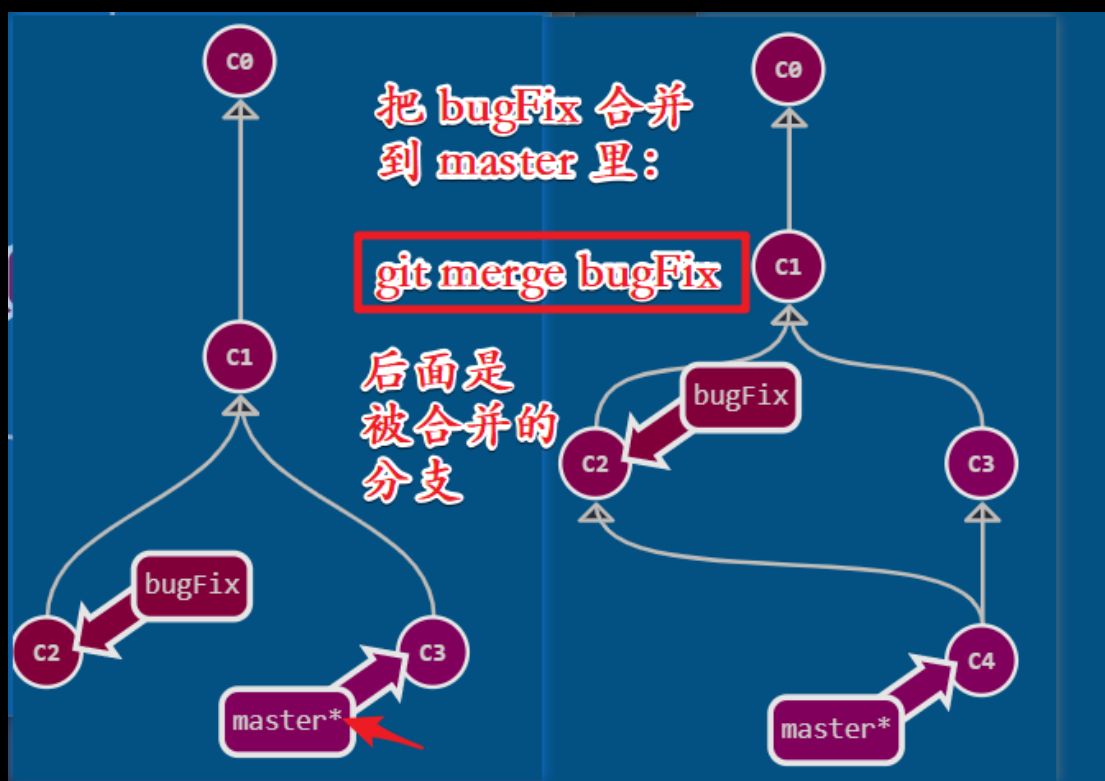 C0
C1
bugFix
C2
C3
master*
把 bugFix 合并
到 master 里：
git merge bugFix
后面是
被合并的
分支
C0
C1
bugFix
C2
C3
C4
master*